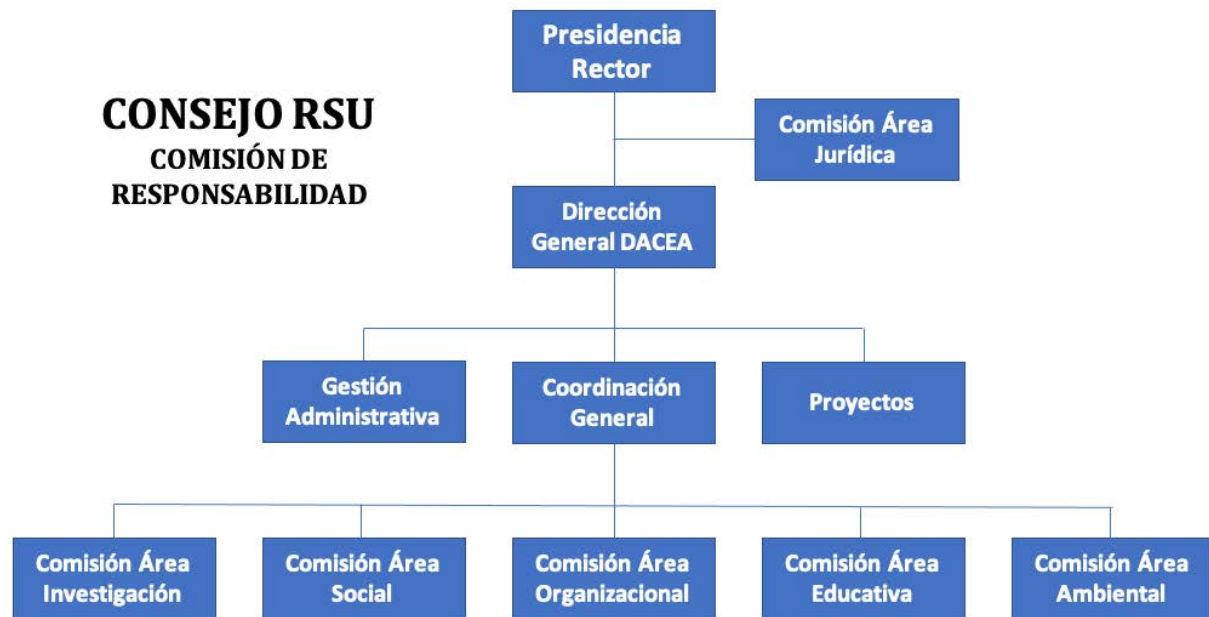 Presidencia
Rector
CONSEJO RSU
COMISIÓN DE
RESPONSABILIDAD
Comisión Área
Jurídica
Dirección
General DACEA
Gestión
Administrativa
Coordinación
General
Proyectos
Comisión Área
Investigación
Comisión Área
Social
Comisión Área
Organizacional
Comisión Área
Educativa
Comisión Área
Ambiental